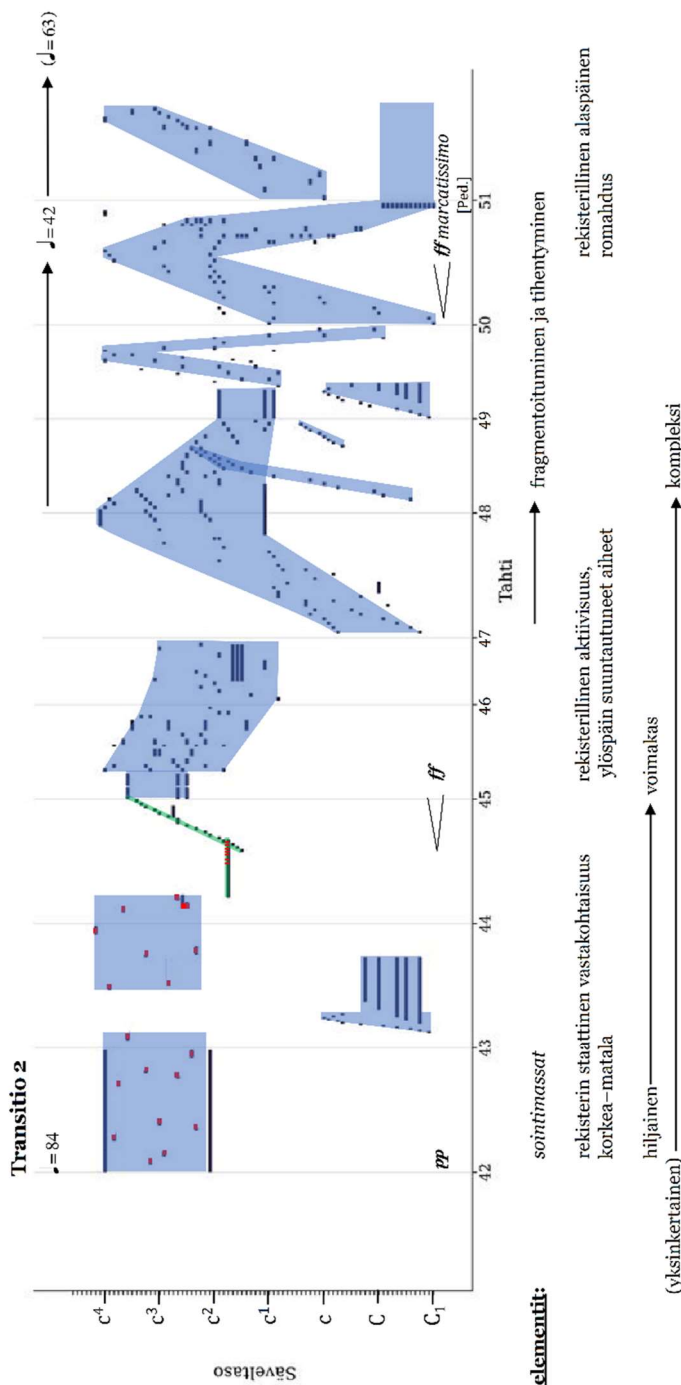 Transitio 2
♩= 84
♩= 42
(♩= 63)
Säveltaso
c⁴
c³
c²
c¹
c
C
C₁
pp
ff
ff marcatissimo
[Ped.]
42
43
44
45
46
47
48
49
50
51
Tahti
elementit:
sointimassat
fragmentoituminen ja tihentyminen
rekisterin staattinen vastakohtaisuus
korkea–matala
rekisterillinen aktiivisuus,
ylöspäin suuntautuneet aiheet
rekisterillinen alaspäinen
romahdus
hiljainen
voimakas
(yksinkertainen)
kompleksi